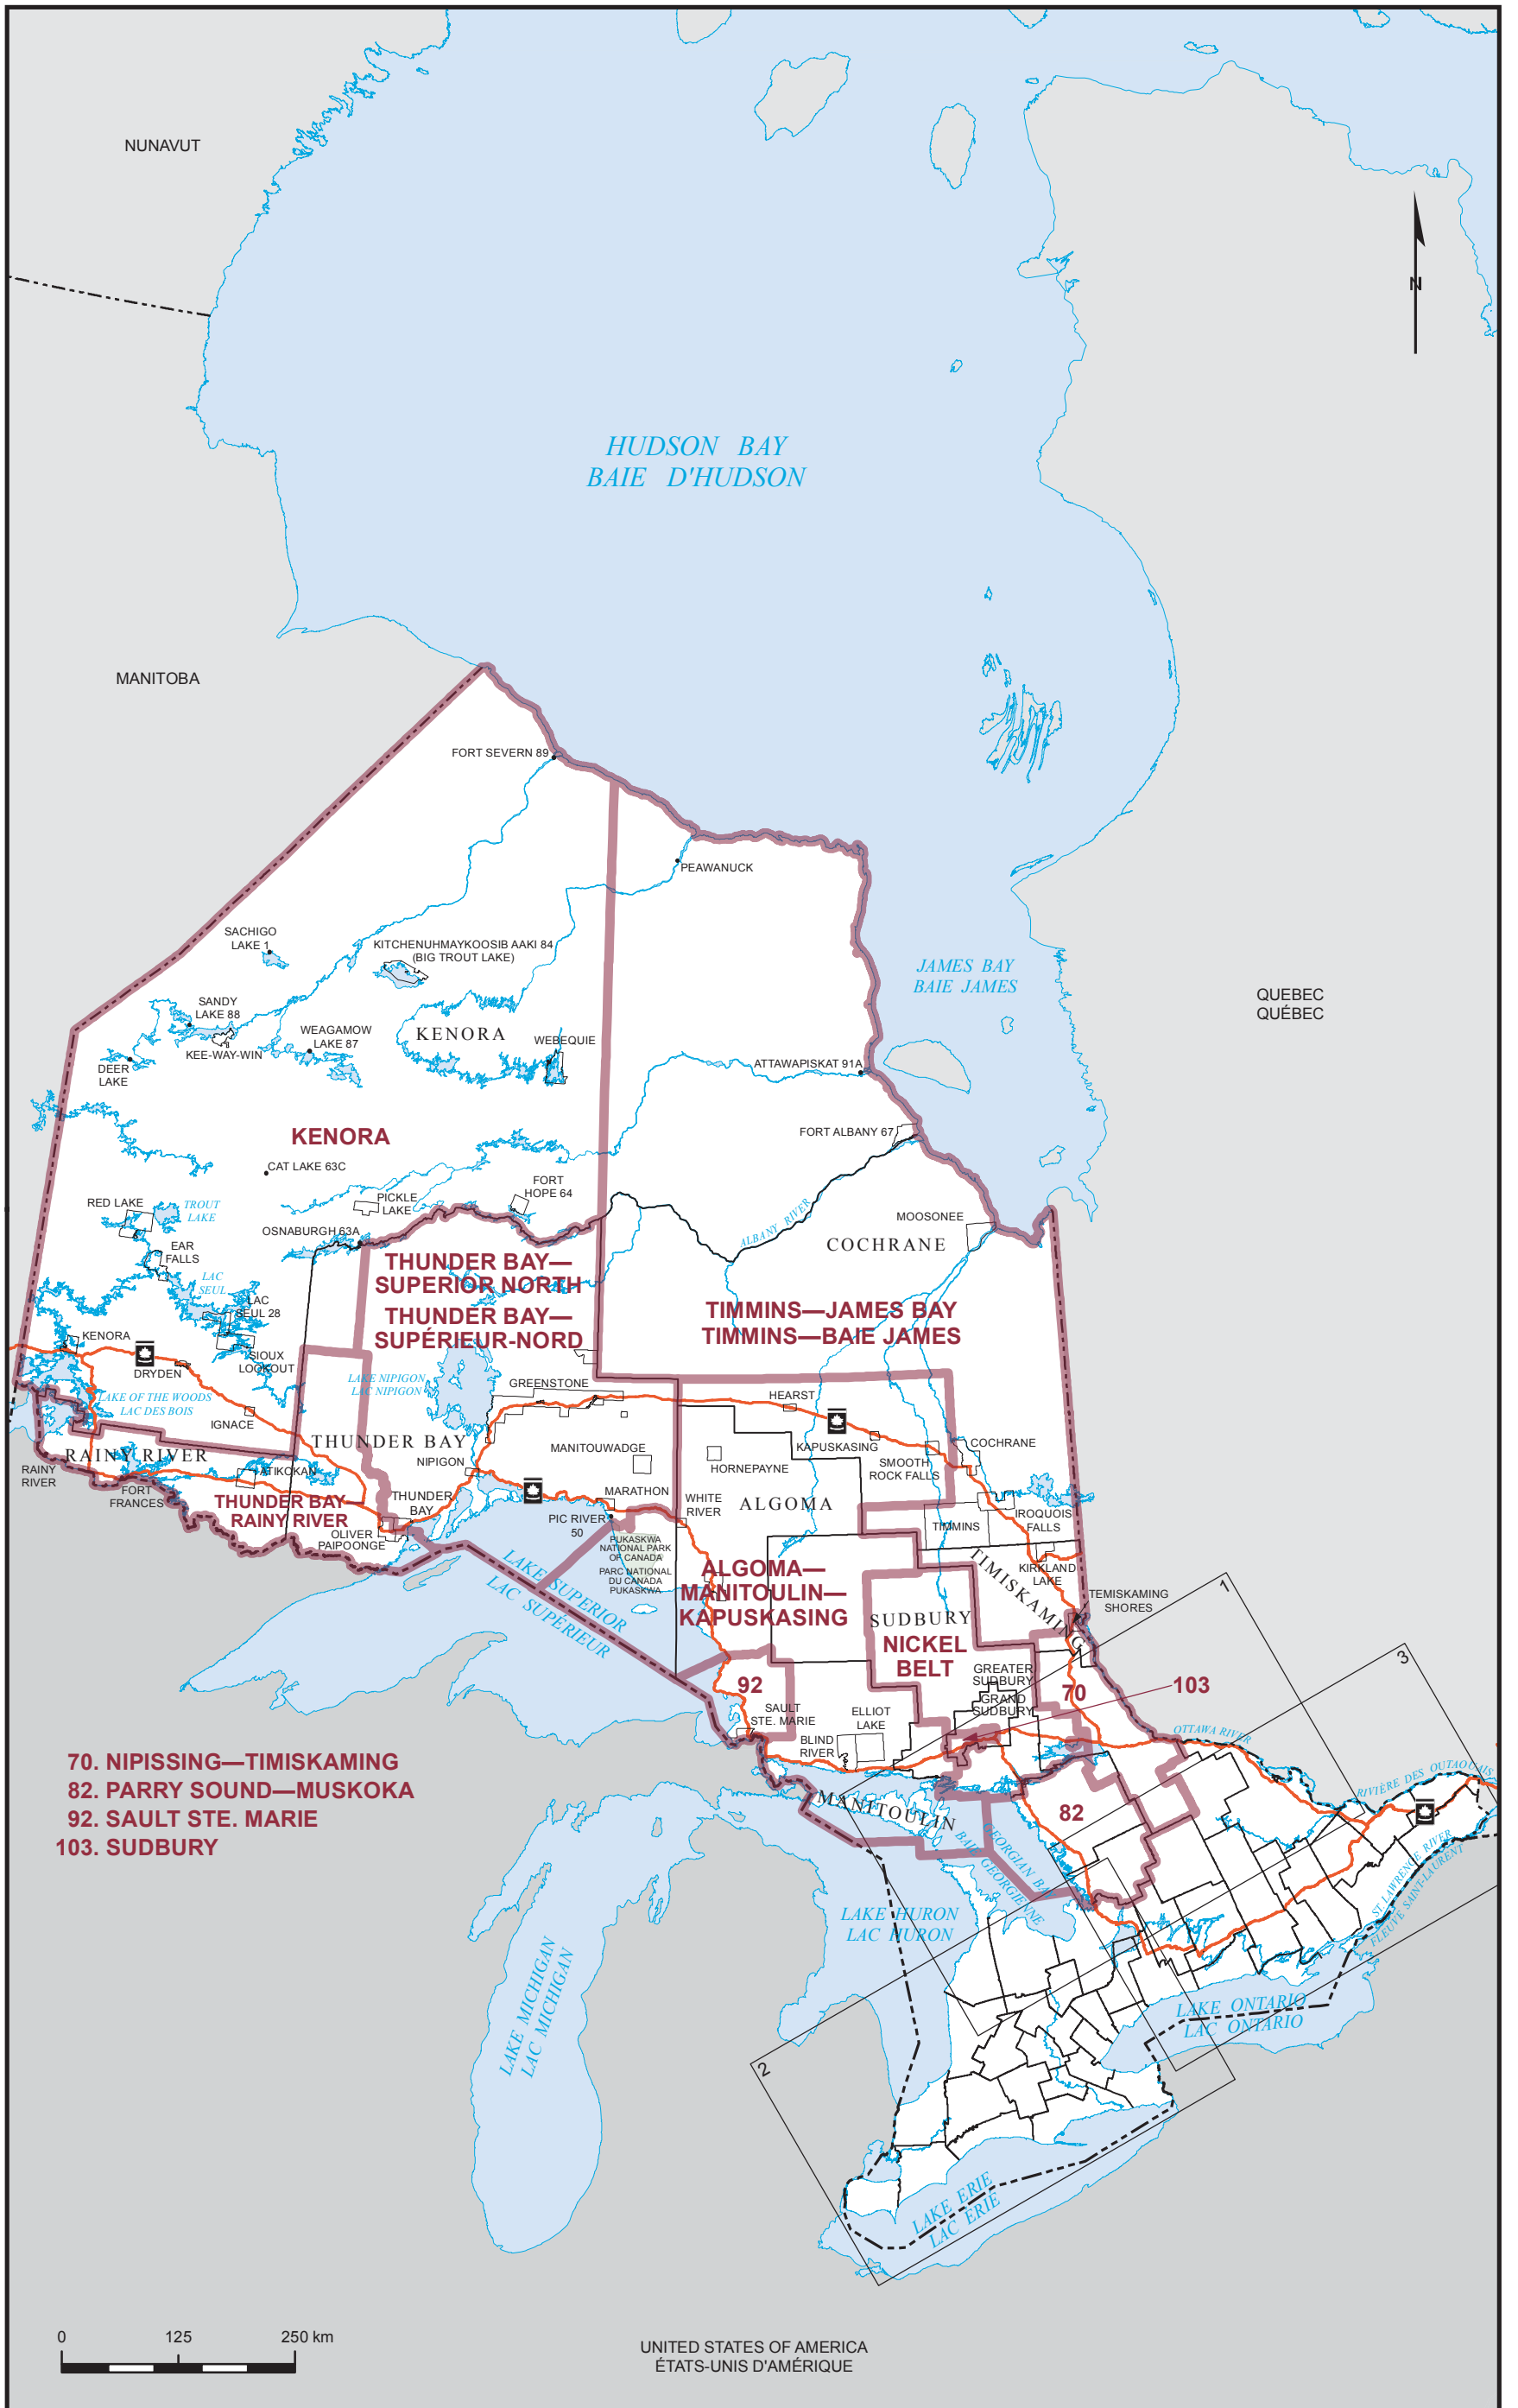 NUNAVUT
N
HUDSON BAY
BAIE D'HUDSON
MANITOBA
FORT SEVERN 89
PEAWANUCK
SACHIGO
LAKE 1
KITCHENUHMAYKOOSIB AAKI 84
(BIG TROUT LAKE)
JAMES BAY
BAIE JAMES
QUEBEC
QUÉBEC
SANDY
LAKE 88
KEE-WAY-WIN
WEAGAMOW
LAKE 87
KENORA
WEBEQUIE
DEER
LAKE
ATTAWAPISKAT 91A
KENORA
FORT ALBANY 67
CAT LAKE 63C
FORT
HOPE 64
PICKLE
LAKE
RED LAKE
TROUT
LAKE
OSNABURGH 63A
ALBANY RIVER
MOOSONEE
COCHRANE
EAR
FALLS
LAC
SEUL
LAC
SEUL 28
THUNDER BAY—
SUPERIOR NORTH
THUNDER BAY—
SUPÉRIEUR-NORD
TIMMINS—JAMES BAY
TIMMINS—BAIE JAMES
KENORA
DRYDEN
SIOUX
LOOKOUT
LAKE NIPIGON
LAC NIPIGON
GREENSTONE
HEARST
LAKE OF THE WOODS
LAC DES BOIS
IGNACE
THUNDER BAY
MANITOUWADGE
KAPUSKASING
COCHRANE
RAINY RIVER
RAINY
RIVER
NIPIGON
HORNEPAYNE
SMOOTH
ROCK FALLS
ATIKOKAN
FORT
FRANCES
THUNDER BAY—
RAINY RIVER
THUNDER
BAY
MARATHON
WHITE
RIVER
ALGOMA
OLIVER
PAIPOONGE
PIC RIVER
50
TIMMINS
IROQUOIS
FALLS
PUKASKWA
NATIONAL PARK
OF CANADA
PARC NATIONAL
DU CANADA
PUKASKWA
LAKE SUPERIOR
LAC SUPÉRIEUR
ALGOMA—
MANITOULIN—
KAPUSKASING
TIMISKAMING
KIRKLAND
LAKE
TEMISKAMING
SHORES
1
SUDBURY
NICKEL
BELT
3
GREATER
SUDBURY
GRAND
SUDBURY
92
70
103
SAULT
STE. MARIE
ELLIOT
LAKE
BLIND
RIVER
OTTAWA RIVER
RIVIÈRE DES OUTAOUAIS
70. NIPISSING—TIMISKAMING
82. PARRY SOUND—MUSKOKA
92. SAULT STE. MARIE
103. SUDBURY
MANITOULIN
82
GEORGIAN BAY
BAIE GEORGIENNE
ST. LAWRENCE RIVER
FLEUVE SAINT-LAURENT
LAKE HURON
LAC HURON
LAKE MICHIGAN
LAC MICHIGAN
LAKE ONTARIO
LAC ONTARIO
2
LAKE ERIE
LAC ÉRIÉ
0 125 250 km
UNITED STATES OF AMERICA
ÉTATS-UNIS D'AMÉRIQUE